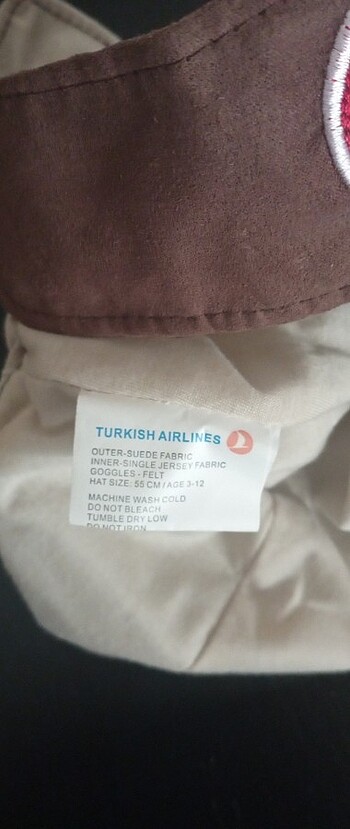 TURKISH AIRLINES
OUTER-SUEDE FABRIC
INNER-SINGLE JERSEY FABRIC
GOGGLES - FELT
HAT SIZE: 55 CM / AGE 3-12
MACHINE WASH COLD
DO NOT BLEACH
TUMBLE DRY LOW
DO NOT IRON